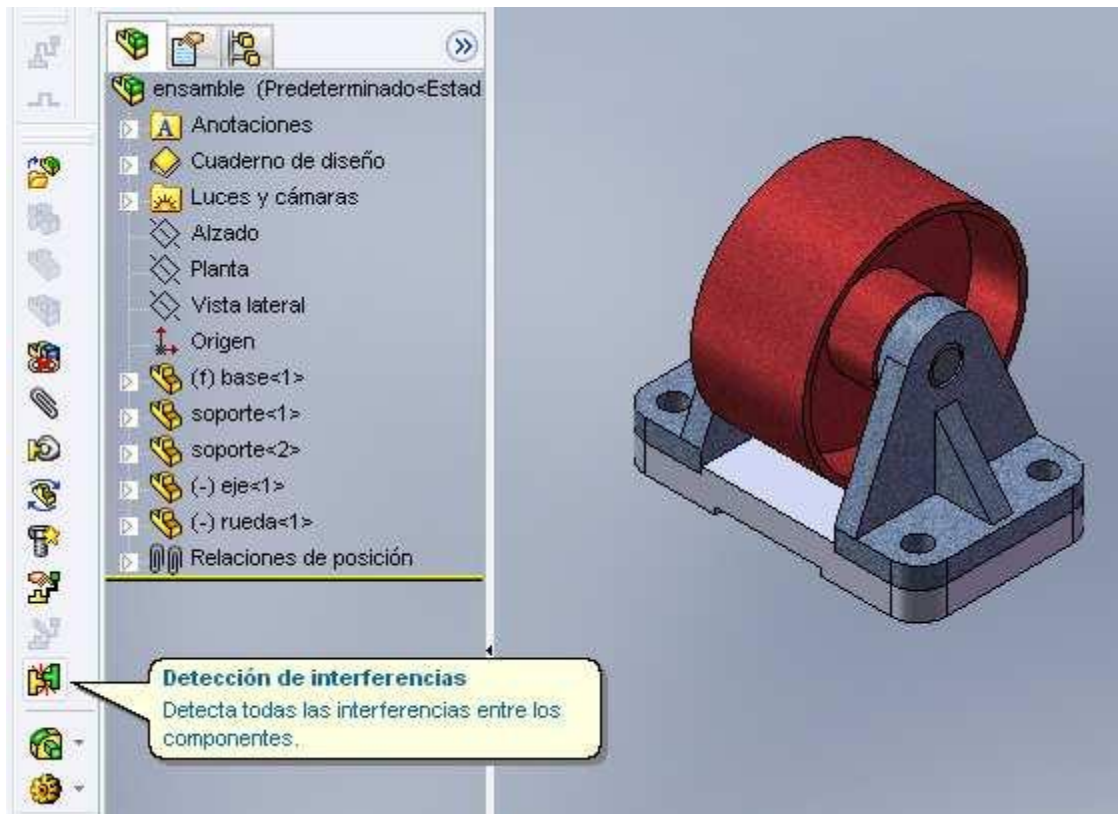 ensamble (Predeterminado<Estad
A Anotaciones
Cuaderno de diseño
Luces y cámaras
Alzado
Planta
Vista lateral
Origen
(f) base<1>
soporte<1>
soporte<2>
(-) eje<1>
(-) rueda<1>
Relaciones de posición
Detección de interferencias
Detecta todas las interferencias entre los
componentes.